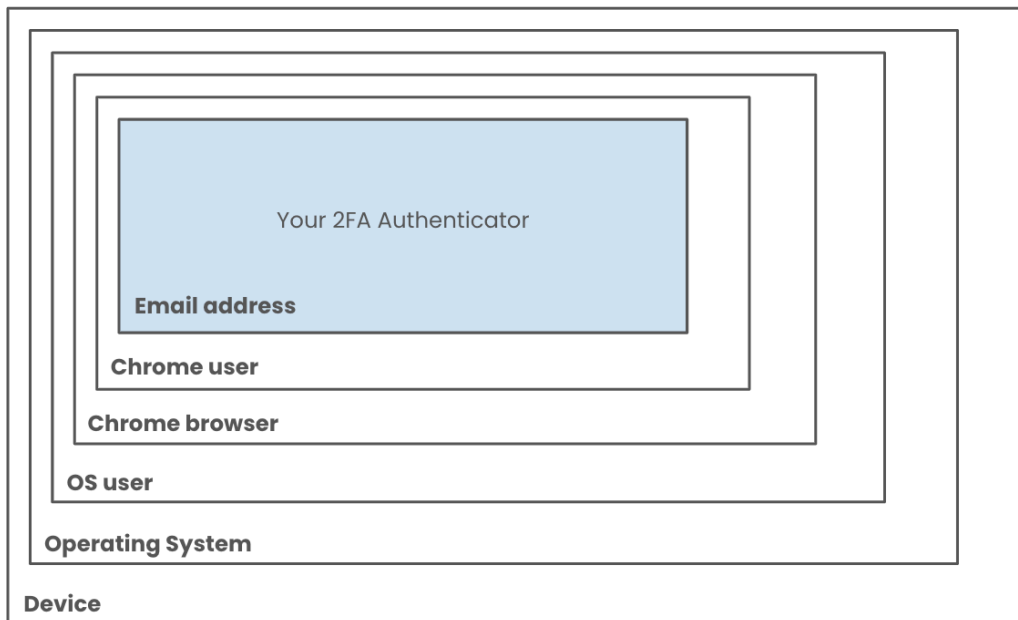 Your 2FA Authenticator
Email address
Chrome user
Chrome browser
OS user
Operating System
Device